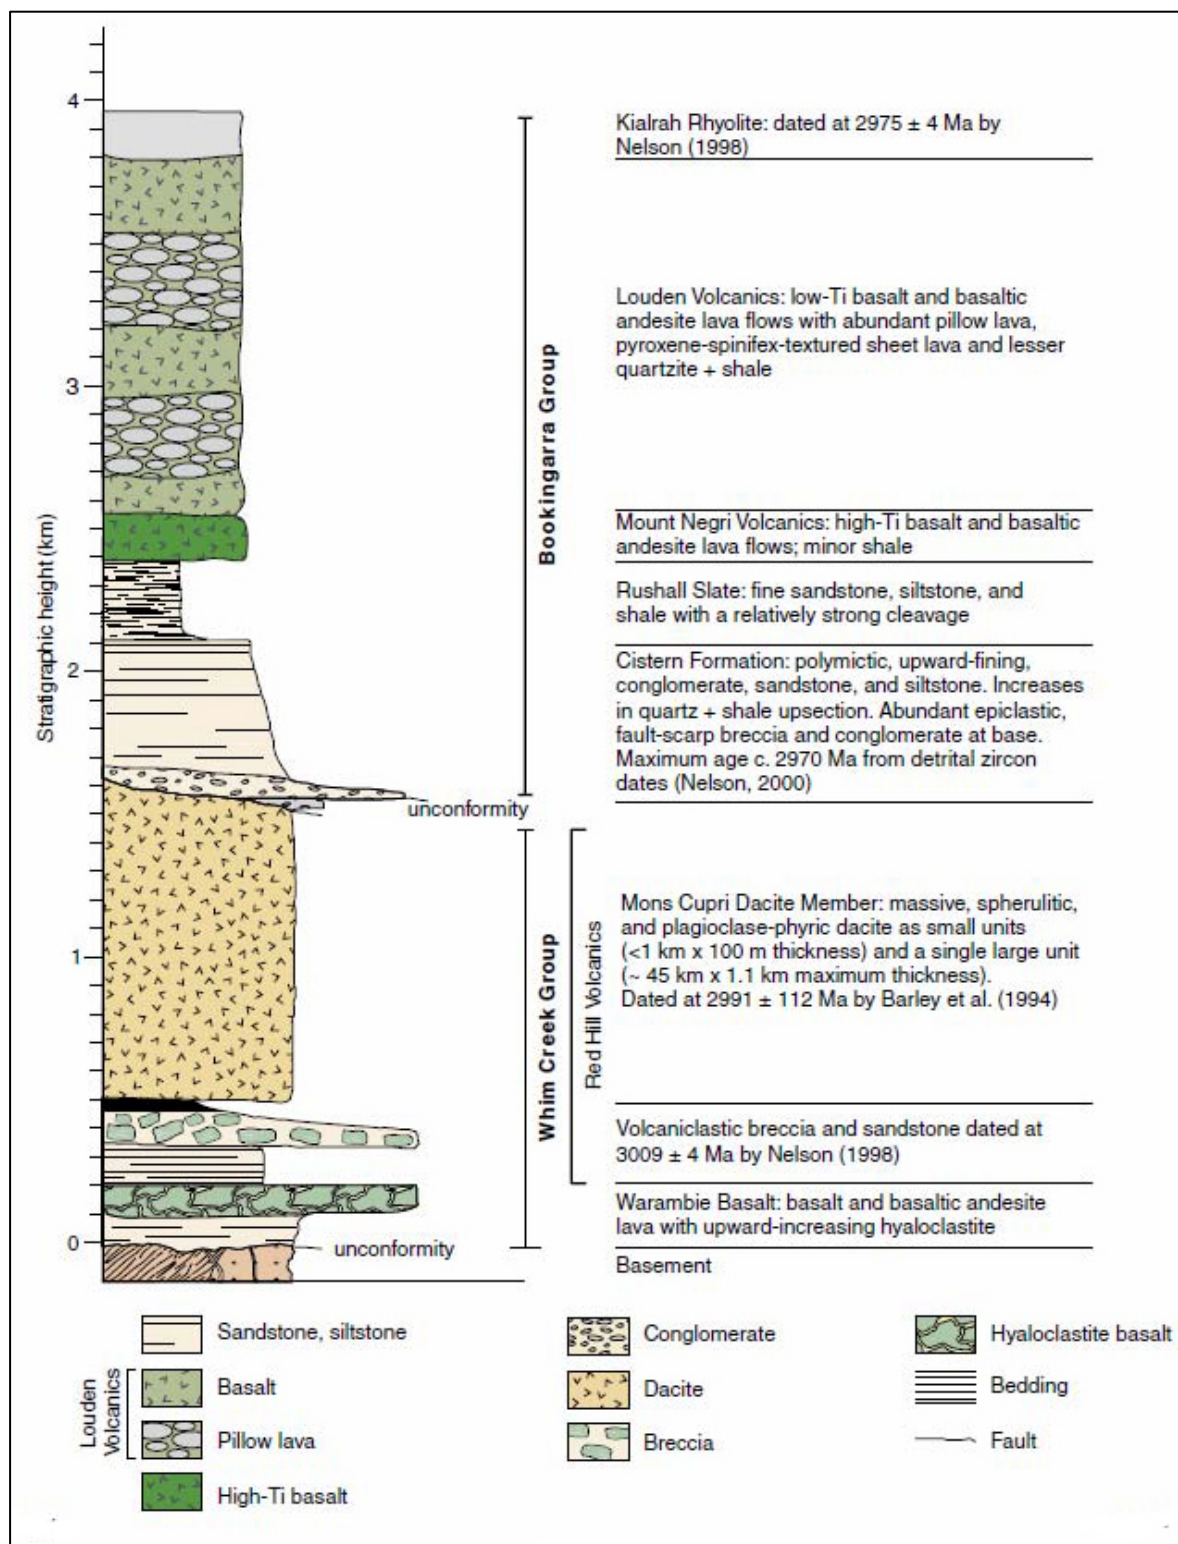 4
3
2
1
0
Stratigraphic height (km)
Bookingarra Group
Whim Creek Group
Red Hill Volcanics
Kialrah Rhyolite: dated at 2975 ± 4 Ma by
Nelson (1998)
Louden Volcanics: low-Ti basalt and basaltic
andesite lava flows with abundant pillow lava,
pyroxene-spinifex-textured sheet lava and lesser
quartzite + shale
Mount Negri Volcanics: high-Ti basalt and basaltic
andesite lava flows; minor shale
Rushall Slate: fine sandstone, siltstone, and
shale with a relatively strong cleavage
Cistern Formation: polymictic, upward-fining,
conglomerate, sandstone, and siltstone. Increases
in quartz + shale upsection. Abundant epiclastic,
fault-scarp breccia and conglomerate at base.
Maximum age c. 2970 Ma from detrital zircon
dates (Nelson, 2000)
unconformity
Mons Cupri Dacite Member: massive, spherulitic,
and plagioclase-phyric dacite as small units
(<1 km x 100 m thickness) and a single large unit
(~ 45 km x 1.1 km maximum thickness).
Dated at 2991 ± 112 Ma by Barley et al. (1994)
Volcaniclastic breccia and sandstone dated at
3009 ± 4 Ma by Nelson (1998)
Warambie Basalt: basalt and basaltic andesite
lava with upward-increasing hyaloclastite
unconformity
Basement
Sandstone, siltstone
Louden
Volcanics
Basalt
Pillow lava
High-Ti basalt
Conglomerate
Dacite
Breccia
Hyaloclastite basalt
Bedding
Fault